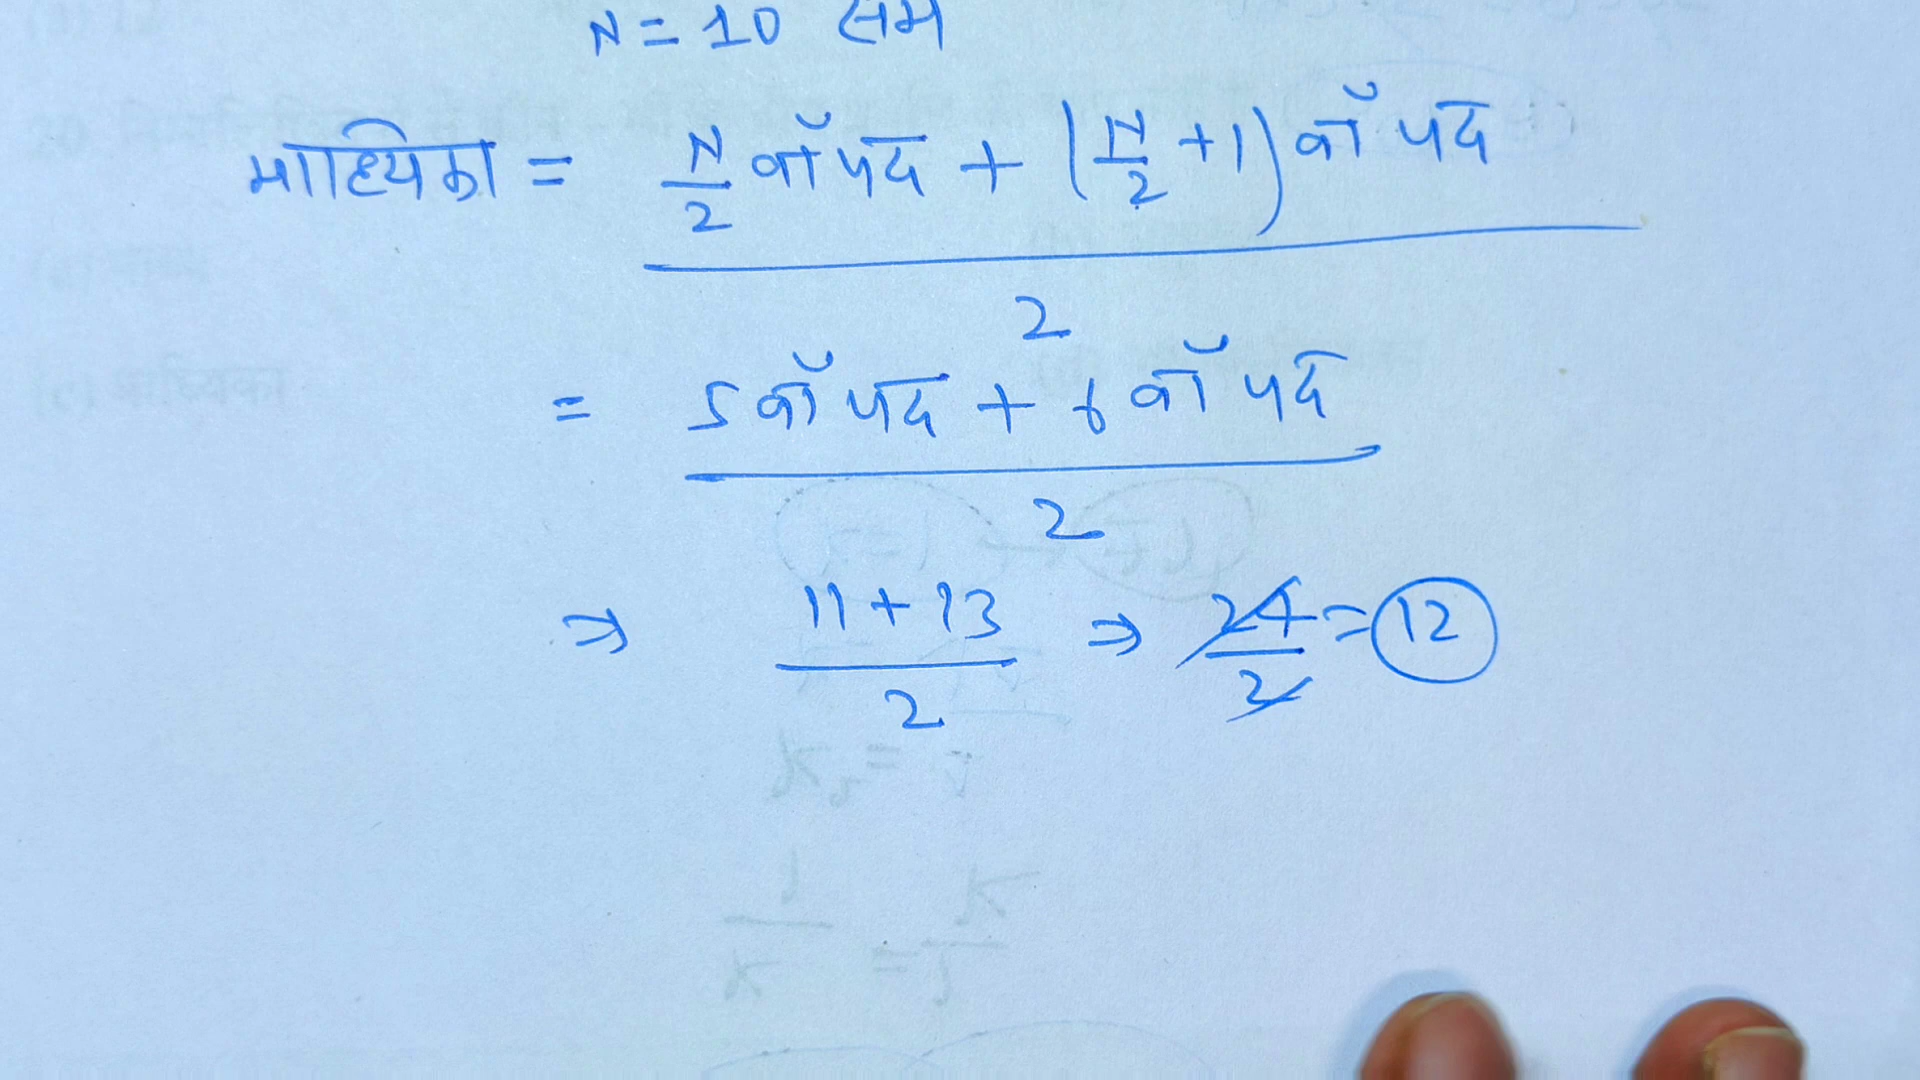 N = 10 सम
माध्यिका = N/2 वाँ पद + (N/2 + 1) वाँ पद
2
= 5 वाँ पद + 6 वाँ पद
2
⇒ 11 + 13 / 2 ⇒ 24/2 = 12